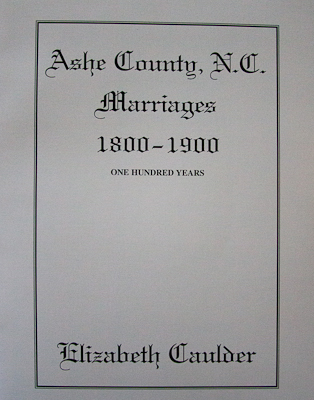 Ashe County, N.C.
Marriages
1800-1900
ONE HUNDRED YEARS
Elizabeth Caulder